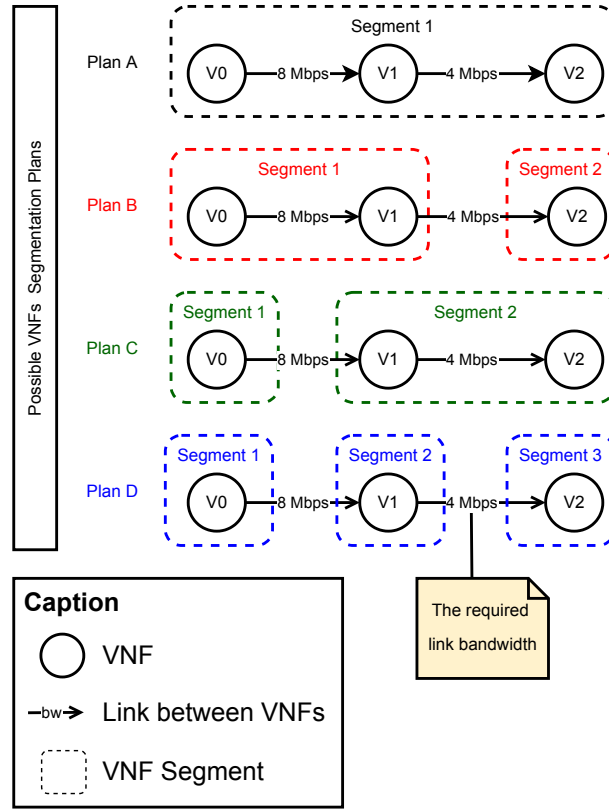 Possible VNFs Segmentation Plans
Segment 1
Plan A
V0
8 Mbps
V1
4 Mbps
V2
Segment 1
Segment 2
Plan B
V0
8 Mbps
V1
4 Mbps
V2
Segment 1
Segment 2
Plan C
V0
8 Mbps
V1
4 Mbps
V2
Segment 1
Segment 2
Segment 3
Plan D
V0
8 Mbps
V1
4 Mbps
V2
The required
link bandwidth
Caption
VNF
bw
Link between VNFs
VNF Segment